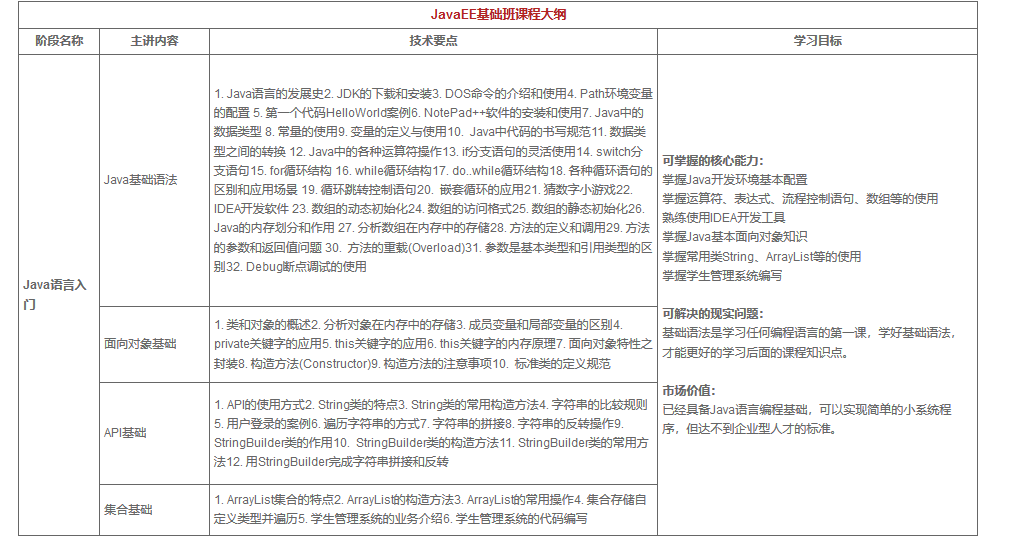 JavaEE基础班课程大纲
阶段名称
主讲内容
技术要点
学习目标
Java语言入
门
Java基础语法
1. Java语言的发展史2. JDK的下载和安装3. DOS命令的介绍和使用4. Path环境变量
的配置 5. 第一个代码HelloWorld案例6. NotePad++软件的安装和使用7. Java中的
数据类型 8. 常量的使用9. 变量的定义与使用10.  Java中代码的书写规范11. 数据类
型之间的转换 12. Java中的各种运算符操作13. if分支语句的灵活使用14. switch分
支语句15. for循环结构 16. while循环结构17. do..while循环结构18. 各种循环语句的
区别和应用场景 19. 循环跳转控制语句20.  嵌套循环的应用21. 猜数字小游戏22.
IDEA开发软件 23. 数组的动态初始化24. 数组的访问格式25. 数组的静态初始化26.
Java的内存划分和作用 27. 分析数组在内存中的存储28. 方法的定义和调用29. 方法
的参数和返回值问题 30.  方法的重载(Overload)31. 参数是基本类型和引用类型的区
别32. Debug断点调试的使用
面向对象基础
1. 类和对象的概述2. 分析对象在内存中的存储3. 成员变量和局部变量的区别4.
private关键字的应用5. this关键字的应用6. this关键字的内存原理7. 面向对象特性之
封装8. 构造方法(Constructor)9. 构造方法的注意事项10.  标准类的定义规范
API基础
1. API的使用方式2. String类的特点3. String类的常用构造方法4. 字符串的比较规则
5. 用户登录的案例6. 遍历字符串的方式7. 字符串的拼接8. 字符串的反转操作9.
StringBuilder类的作用10.  StringBuilder类的构造方法11. StringBuilder类的常用方
法12. 用StringBuilder完成字符串拼接和反转
集合基础
1. ArrayList集合的特点2. ArrayList的构造方法3. ArrayList的常用操作4. 集合存储自
定义类型并遍历5. 学生管理系统的业务介绍6. 学生管理系统的代码编写
可掌握的核心能力：
掌握Java开发环境基本配置
掌握运算符、表达式、流程控制语句、数组等的使用
熟练使用IDEA开发工具
掌握Java基本面向对象知识
掌握常用类String、ArrayList等的使用
掌握学生管理系统编写
可解决的现实问题：
基础语法是学习任何编程语言的第一课，学好基础语法，
才能更好的学习后面的课程知识点。
市场价值：
已经具备Java语言编程基础，可以实现简单的小系统程
序，但达不到企业型人才的标准。